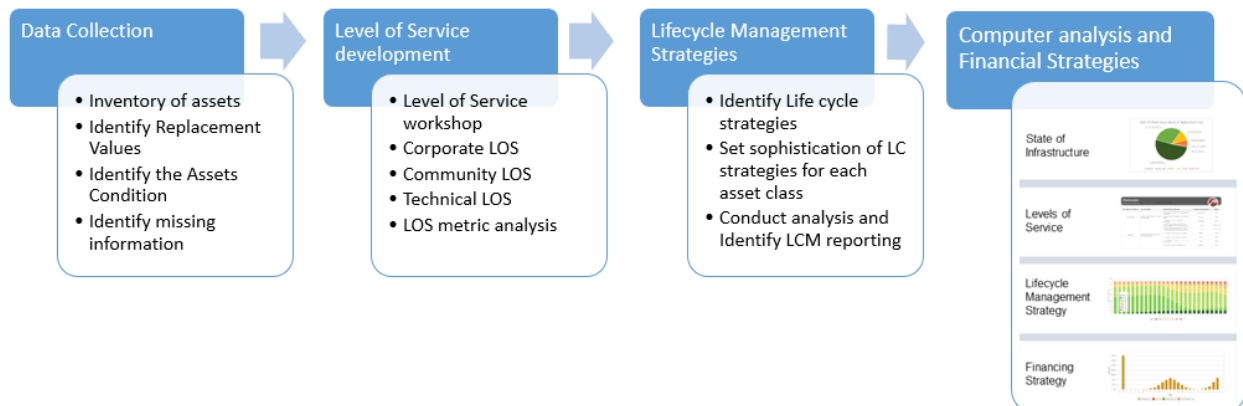 Data Collection
• Inventory of assets
• Identify Replacement
Values
• Identify the Assets
Condition
• Identify missing
information
Level of Service
development
• Level of Service
workshop
• Corporate LOS
• Community LOS
• Technical LOS
• LOS metric analysis
Lifecycle Management
Strategies
• Identify Life cycle
strategies
• Set sophistication of LC
strategies for each
asset class
• Conduct analysis and
Identify LCM reporting
Computer analysis and
Financial Strategies
State of
Infrastructure
Levels of
Service
Lifecycle
Management
Strategy
Financing
Strategy